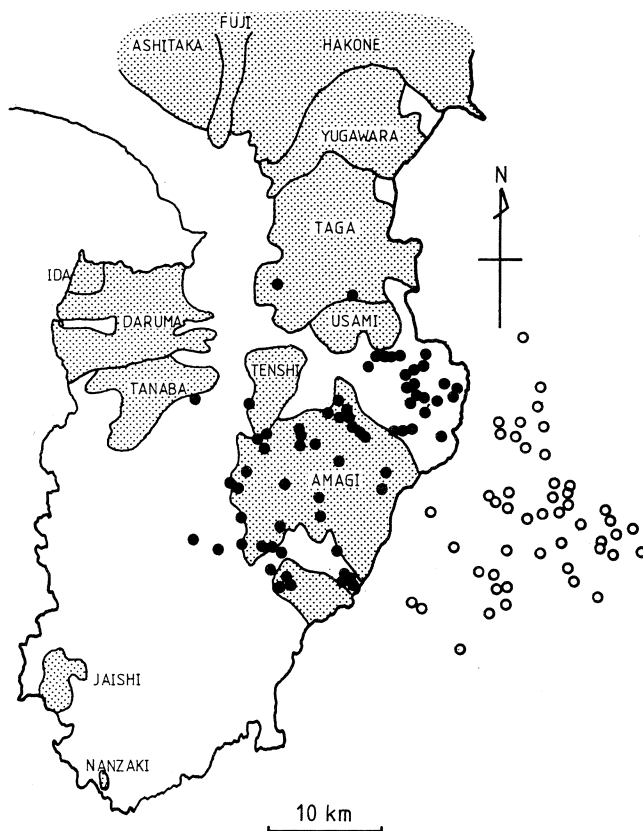 FUJI
ASHITAKA
HAKONE
YUGAWARA
N
TAGA
IDA
DARUMA
USAMI
TENSHI
TANABA
AMAGI
JAISHI
NANZAKI
10 km